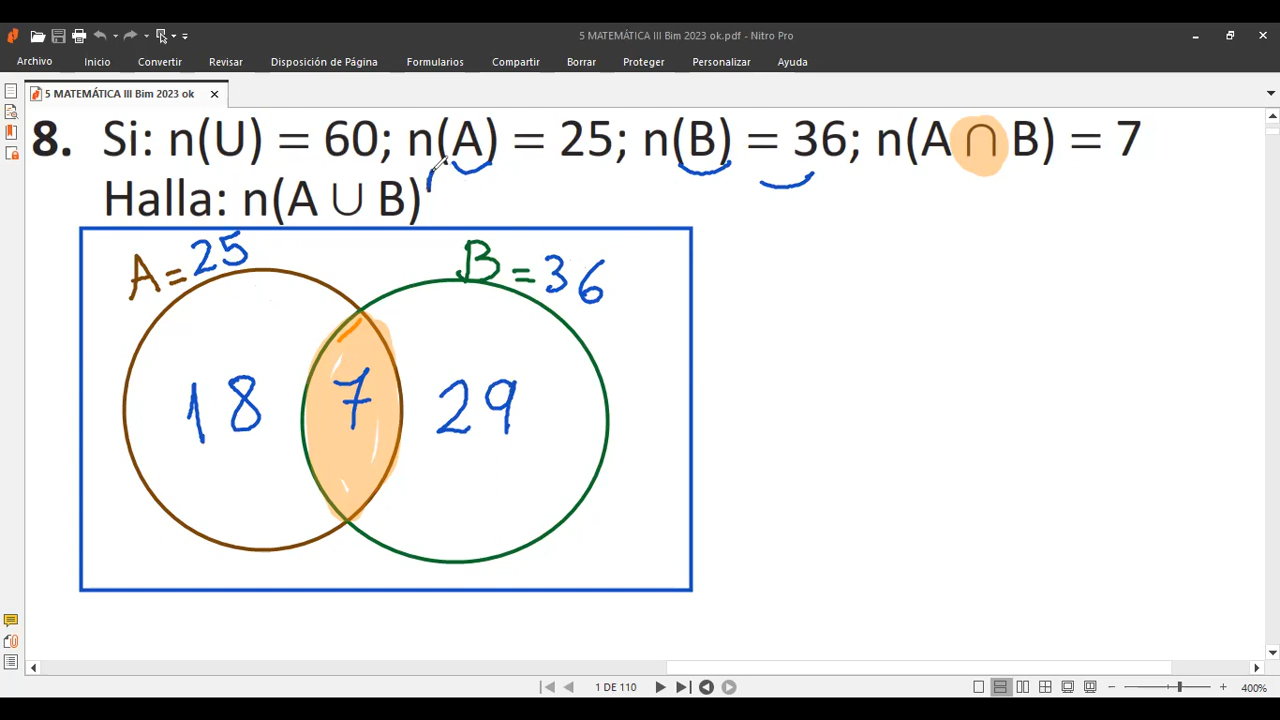 5 MATEMÁTICA III Bim 2023 ok.pdf - Nitro Pro
Archivo Inicio Convertir Revisar Disposición de Página Formularios Compartir Borrar Proteger Personalizar Ayuda
5 MATEMÁTICA III Bim 2023 ok
8. Si: n(U) = 60; n(A) = 25; n(B) = 36; n(A ∩ B) = 7
Halla: n(A ∪ B)'
A = 25 B = 36
18 7 29
1 DE 110
400%